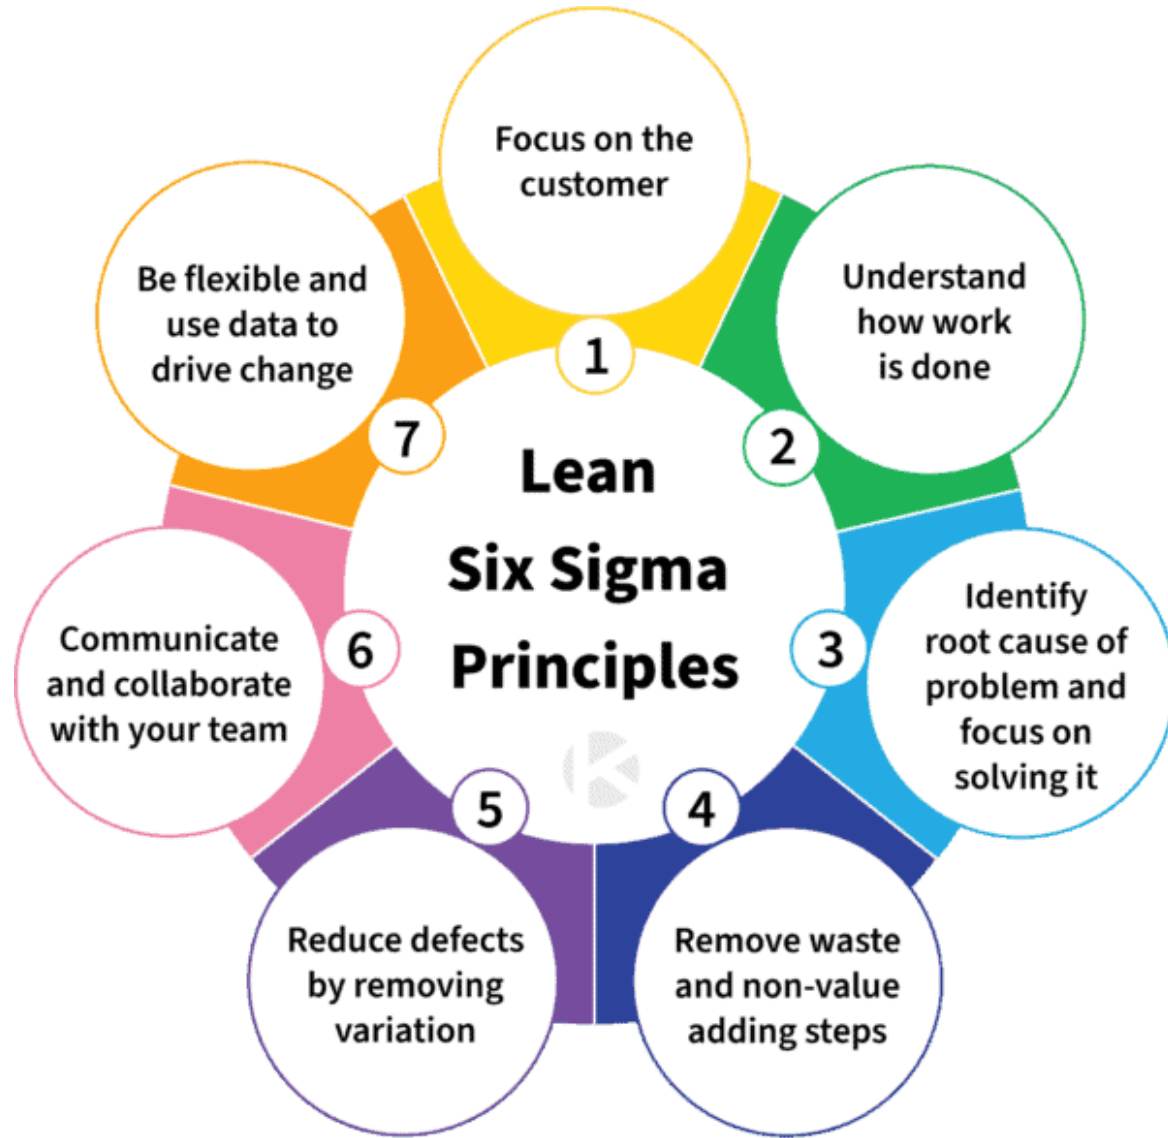 Lean
Six Sigma
Principles
1
Focus on the
customer
2
Understand
how work
is done
3
Identify
root cause of
problem and
focus on
solving it
4
Remove waste
and non-value
adding steps
5
Reduce defects
by removing
variation
6
Communicate
and collaborate
with your team
7
Be flexible and
use data to
drive change
K